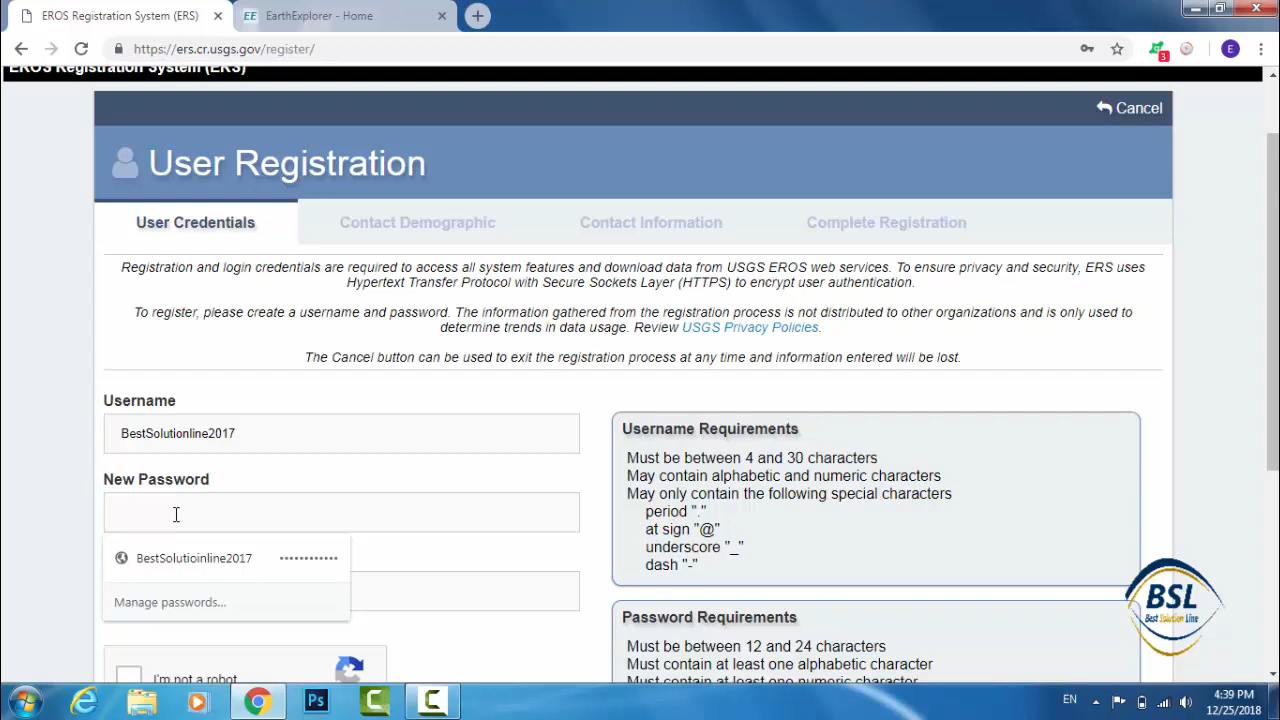 EROS Registration System (ERS)
EarthExplorer - Home
https://ers.cr.usgs.gov/register/
3
E
EROS Registration System (ERS)
Cancel
User Registration
User Credentials
Contact Demographic
Contact Information
Complete Registration
Registration and login credentials are required to access all system features and download data from USGS EROS web services. To ensure privacy and security, ERS uses
Hypertext Transfer Protocol with Secure Sockets Layer (HTTPS) to encrypt user authentication.
To register, please create a username and password. The information gathered from the registration process is not distributed to other organizations and is only used to
determine trends in data usage. Review USGS Privacy Policies.
The Cancel button can be used to exit the registration process at any time and information entered will be lost.
Username
BestSolutionline2017
New Password
BestSolutioinline2017 ••••••••••••
Manage passwords...
I'm not a robot
Username Requirements
Must be between 4 and 30 characters
May contain alphabetic and numeric characters
May only contain the following special characters
period "."
at sign "@"
underscore "_"
dash "-"
Password Requirements
Must be between 12 and 24 characters
Must contain at least one alphabetic character
Must contain at least one numeric character
BSL
Best Solution Line
Ps
EN
4:39 PM
12/25/2018